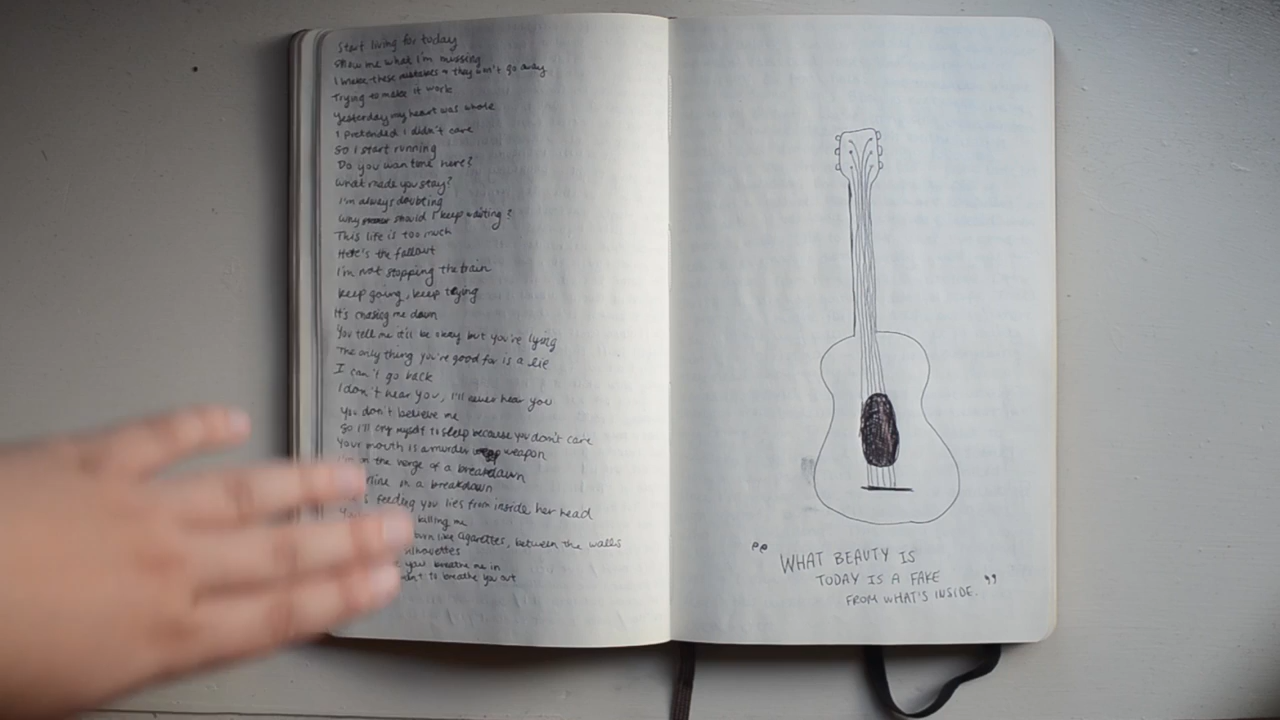 Start living for today
Show me what I'm missing
I make these mistakes & they won't go away
Trying to make it work
Yesterday my heart was whole
I pretended I didn't care
So I start running
Do you want me here?
What made you stay?
I'm always doubting
Why should I keep waiting?
This life is too much
Here's the fallout
I'm not stopping the train
keep going, keep trying
It's chasing me down
You tell me it'll be okay but you're lying
The only thing you're good for is a lie
I can't go back
I don't hear you, I'll never hear you
You don't believe me
So I'll cry myself to sleep because you don't care
Your mouth is a murder weapon
I'm on the verge of a breakdown
on a breakdown
feeding you lies from inside her head
killing me
burn like cigarettes, between the walls
silhouettes
you breathe me in
to breathe you out
"WHAT BEAUTY IS
TODAY IS A FAKE
FROM WHAT'S INSIDE."